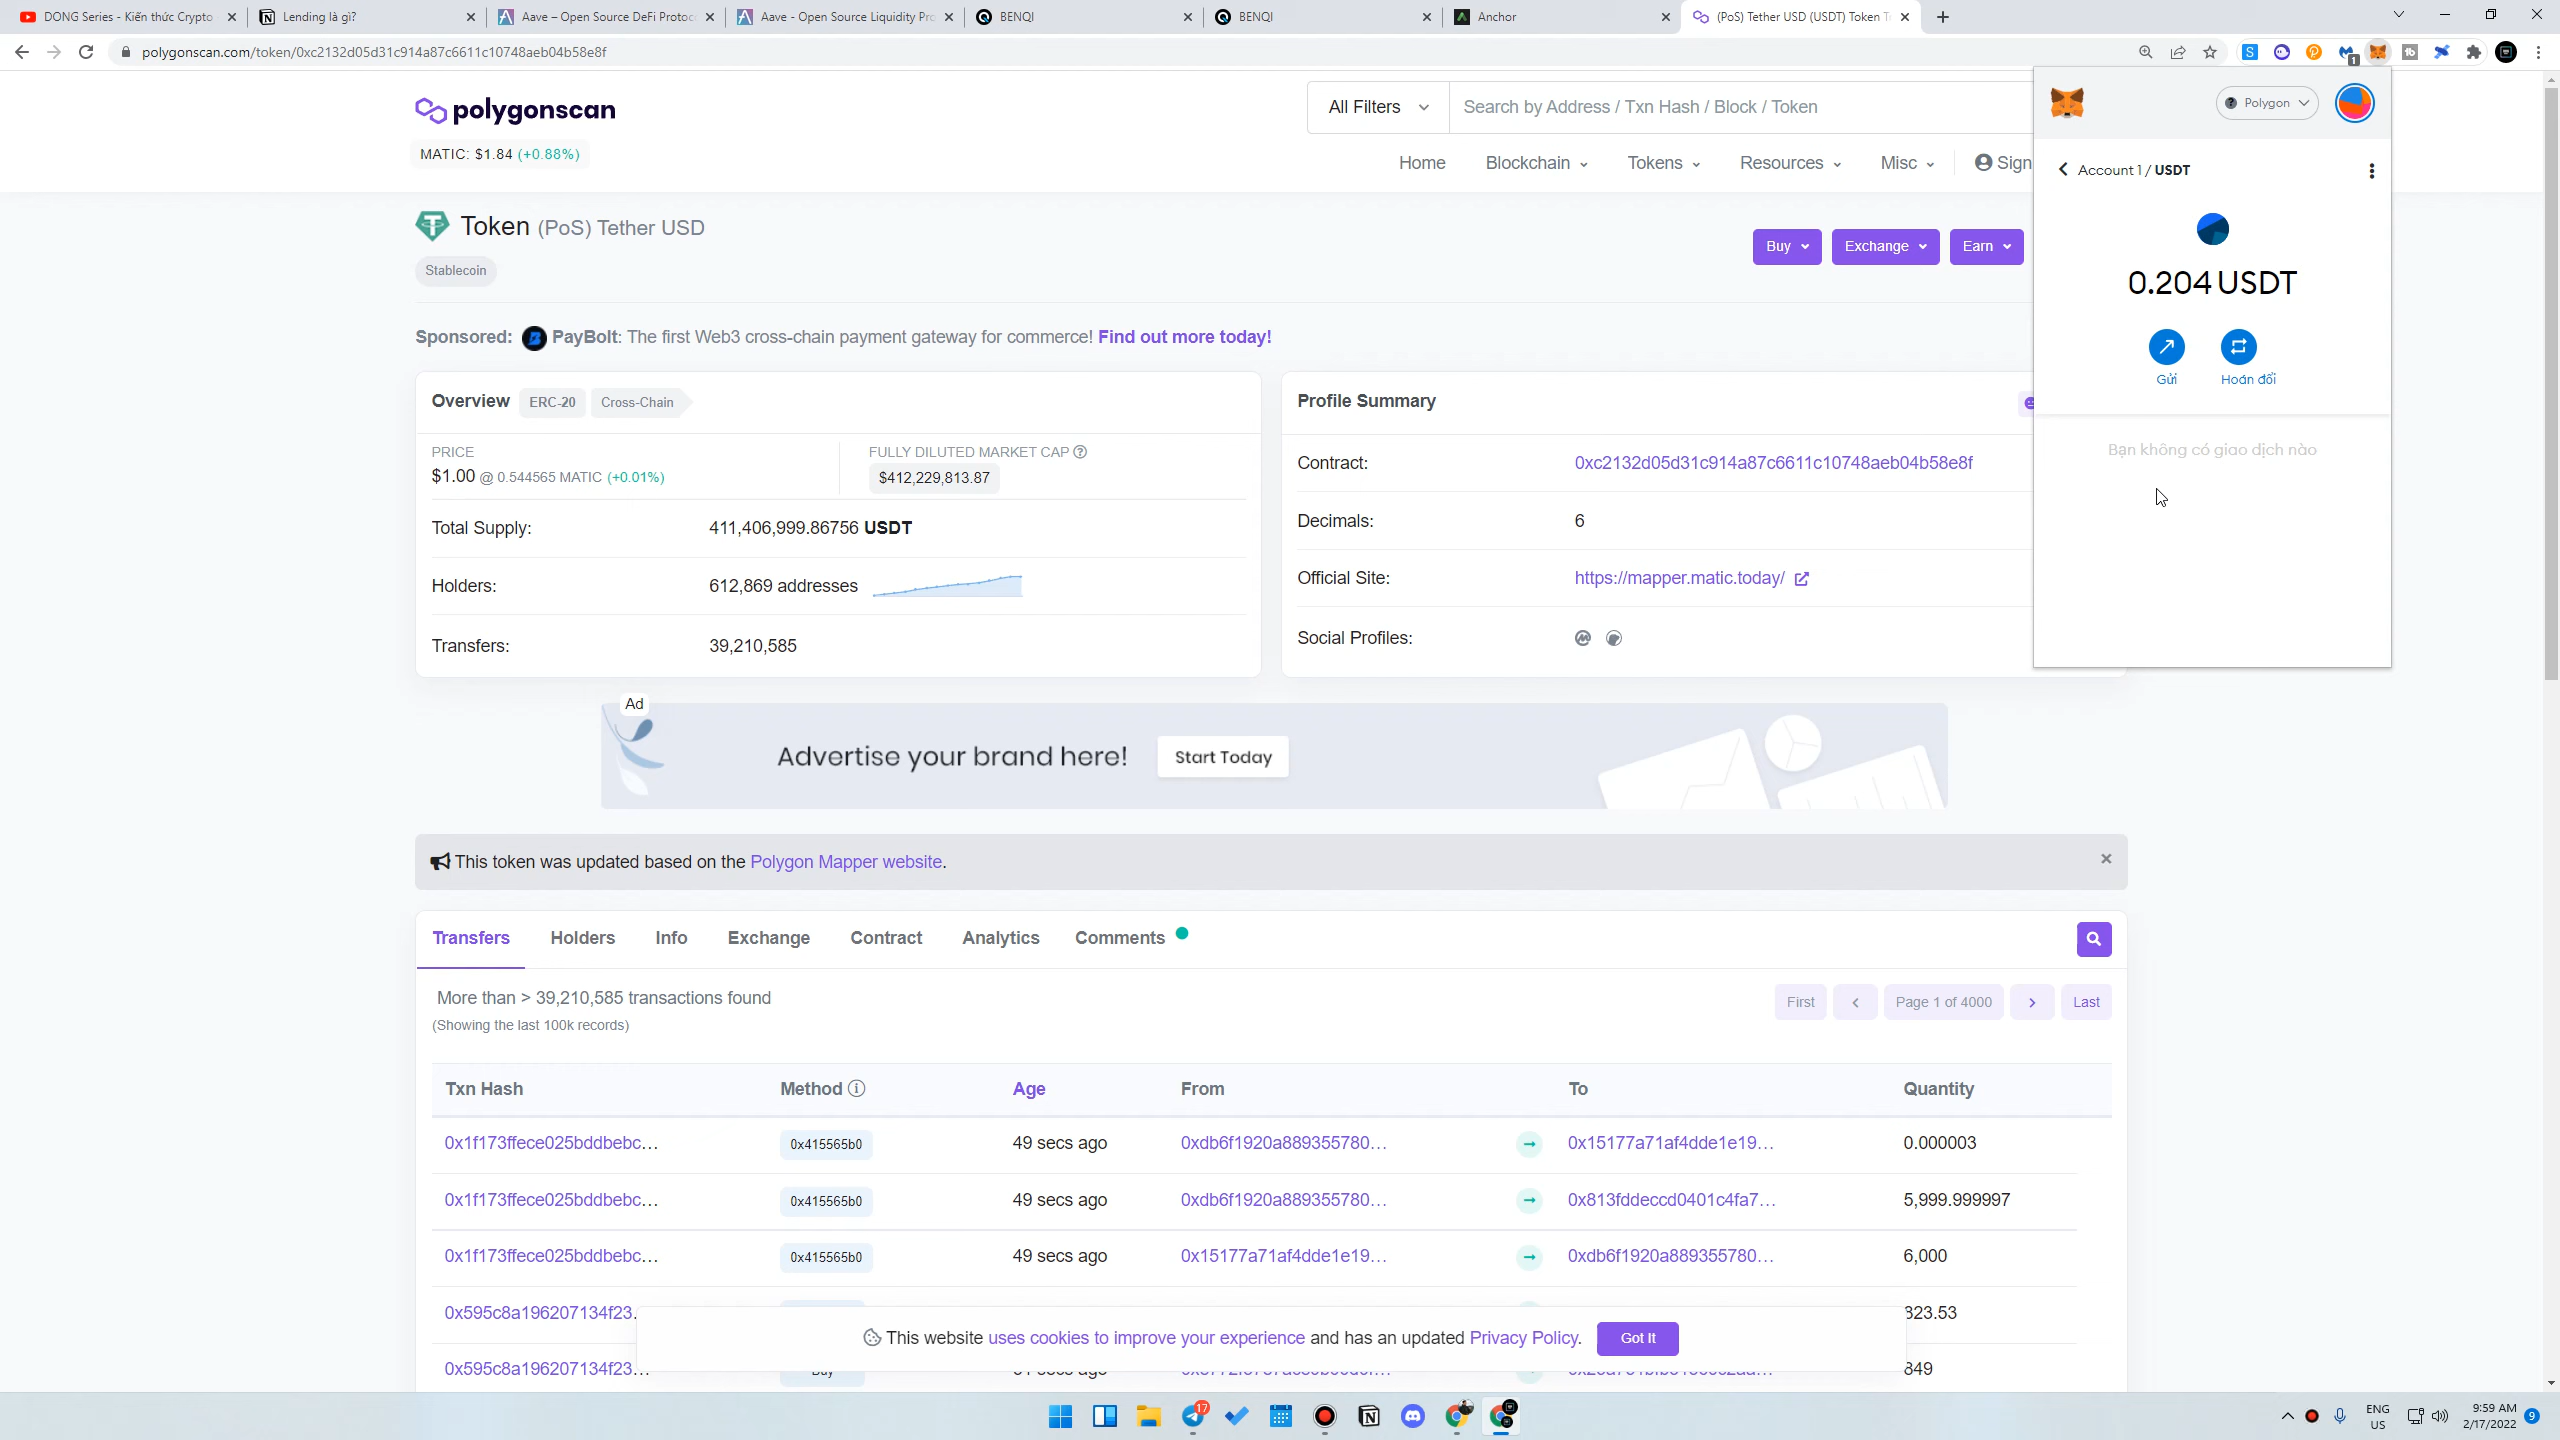 DONG Series - Kiến thức Crypto
Lending là gì?
Aave – Open Source DeFi Protoc
Aave - Open Source Liquidity Pro
BENQI
BENQI
Anchor
(PoS) Tether USD (USDT) Token T
polygonscan.com/token/0xc2132d05d31c914a87c6611c10748aeb04b58e8f
polygonscan
MATIC: $1.84 (+0.88%)
All Filters
Search by Address / Txn Hash / Block / Token
Home
Blockchain
Tokens
Resources
Misc
Sign
Polygon
Account 1 / USDT
0.204 USDT
Gửi
Hoán đổi
Bạn không có giao dịch nào
Token (PoS) Tether USD
Stablecoin
Buy
Exchange
Earn
Sponsored: PayBolt: The first Web3 cross-chain payment gateway for commerce! Find out more today!
Overview ERC-20 Cross-Chain
PRICE
$1.00 @ 0.544565 MATIC (+0.01%)
FULLY DILUTED MARKET CAP
$412,229,813.87
Total Supply: 411,406,999.86756 USDT
Holders: 612,869 addresses
Transfers: 39,210,585
Profile Summary
Contract: 0xc2132d05d31c914a87c6611c10748aeb04b58e8f
Decimals: 6
Official Site: https://mapper.matic.today/
Social Profiles:
Ad
Advertise your brand here!
Start Today
This token was updated based on the Polygon Mapper website.
Transfers
Holders
Info
Exchange
Contract
Analytics
Comments
More than > 39,210,585 transactions found
(Showing the last 100k records)
First
Page 1 of 4000
Last
Txn Hash Method Age From To Quantity
0x1f173ffece025bddbebc... 0x415565b0 49 secs ago 0xdb6f1920a889355780... 0x15177a71af4dde1e19... 0.000003
0x1f173ffece025bddbebc... 0x415565b0 49 secs ago 0xdb6f1920a889355780... 0x813fddeccd0401c4fa7... 5,999.999997
0x1f173ffece025bddbebc... 0x415565b0 49 secs ago 0x15177a71af4dde1e19... 0xdb6f1920a889355780... 6,000
0x595c8a196207134f23. 323.53
This website uses cookies to improve your experience and has an updated Privacy Policy.
Got It
0x595c8a196207134f23... 849
17
ENG
US
9:59 AM
2/17/2022
9